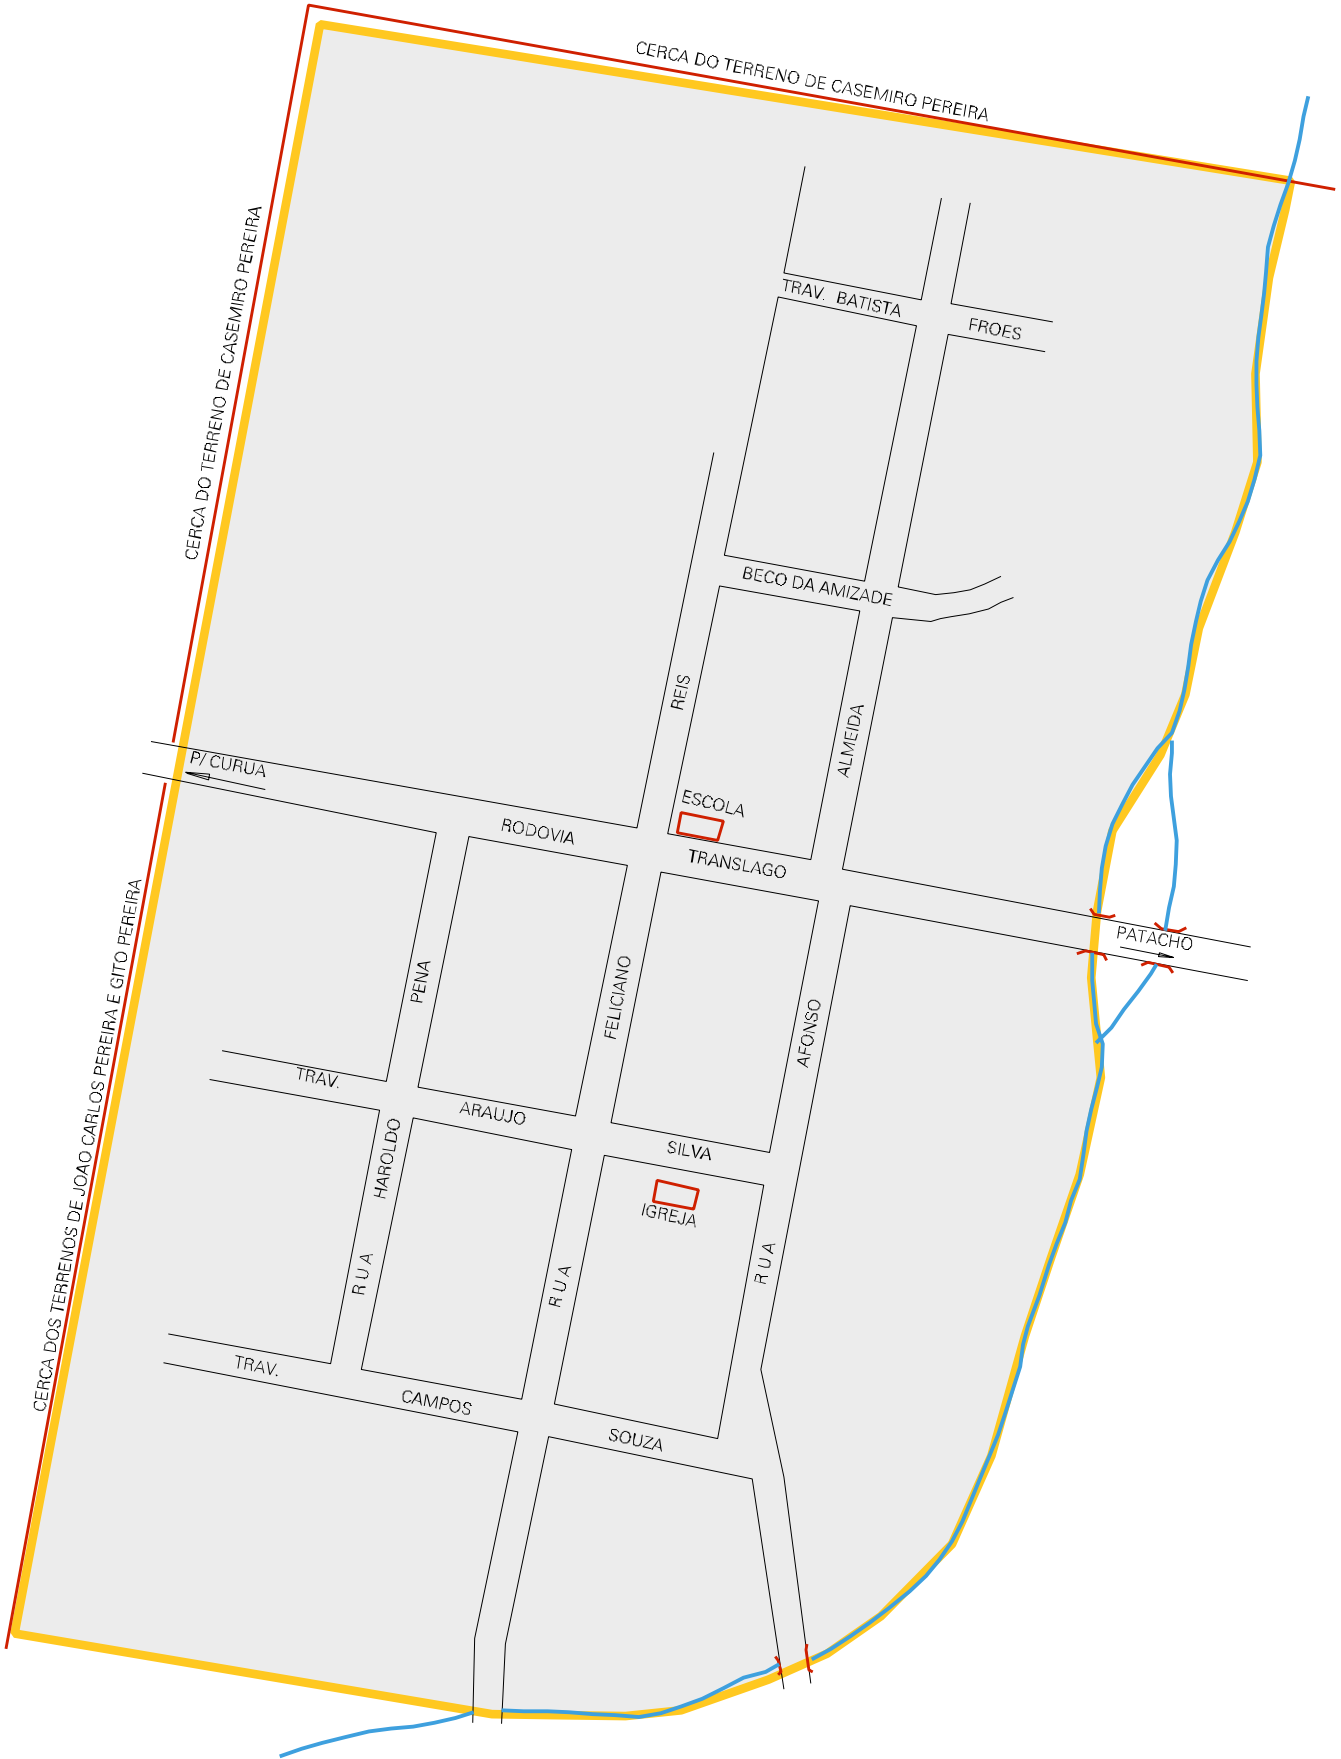 CERCA DO TERRENO DE CASEMIRO PEREIRA
CERCA DO TERRENO DE CASEMIRO PEREIRA
TRAV. BATISTA
FROES
BECO DA AMIZADE
REIS
ALMEIDA
P/ CURUA
ESCOLA
RODOVIA
TRANSLAGO
PATACHO
CERCA DOS TERRENOS DE JOAO CARLOS PEREIRA E GITO PEREIRA
PENA
FELICIANO
AFONSO
TRAV.
ARAUJO
SILVA
HAROLDO
IGREJA
RUA
RUA
RUA
TRAV.
CAMPOS
SOUZA